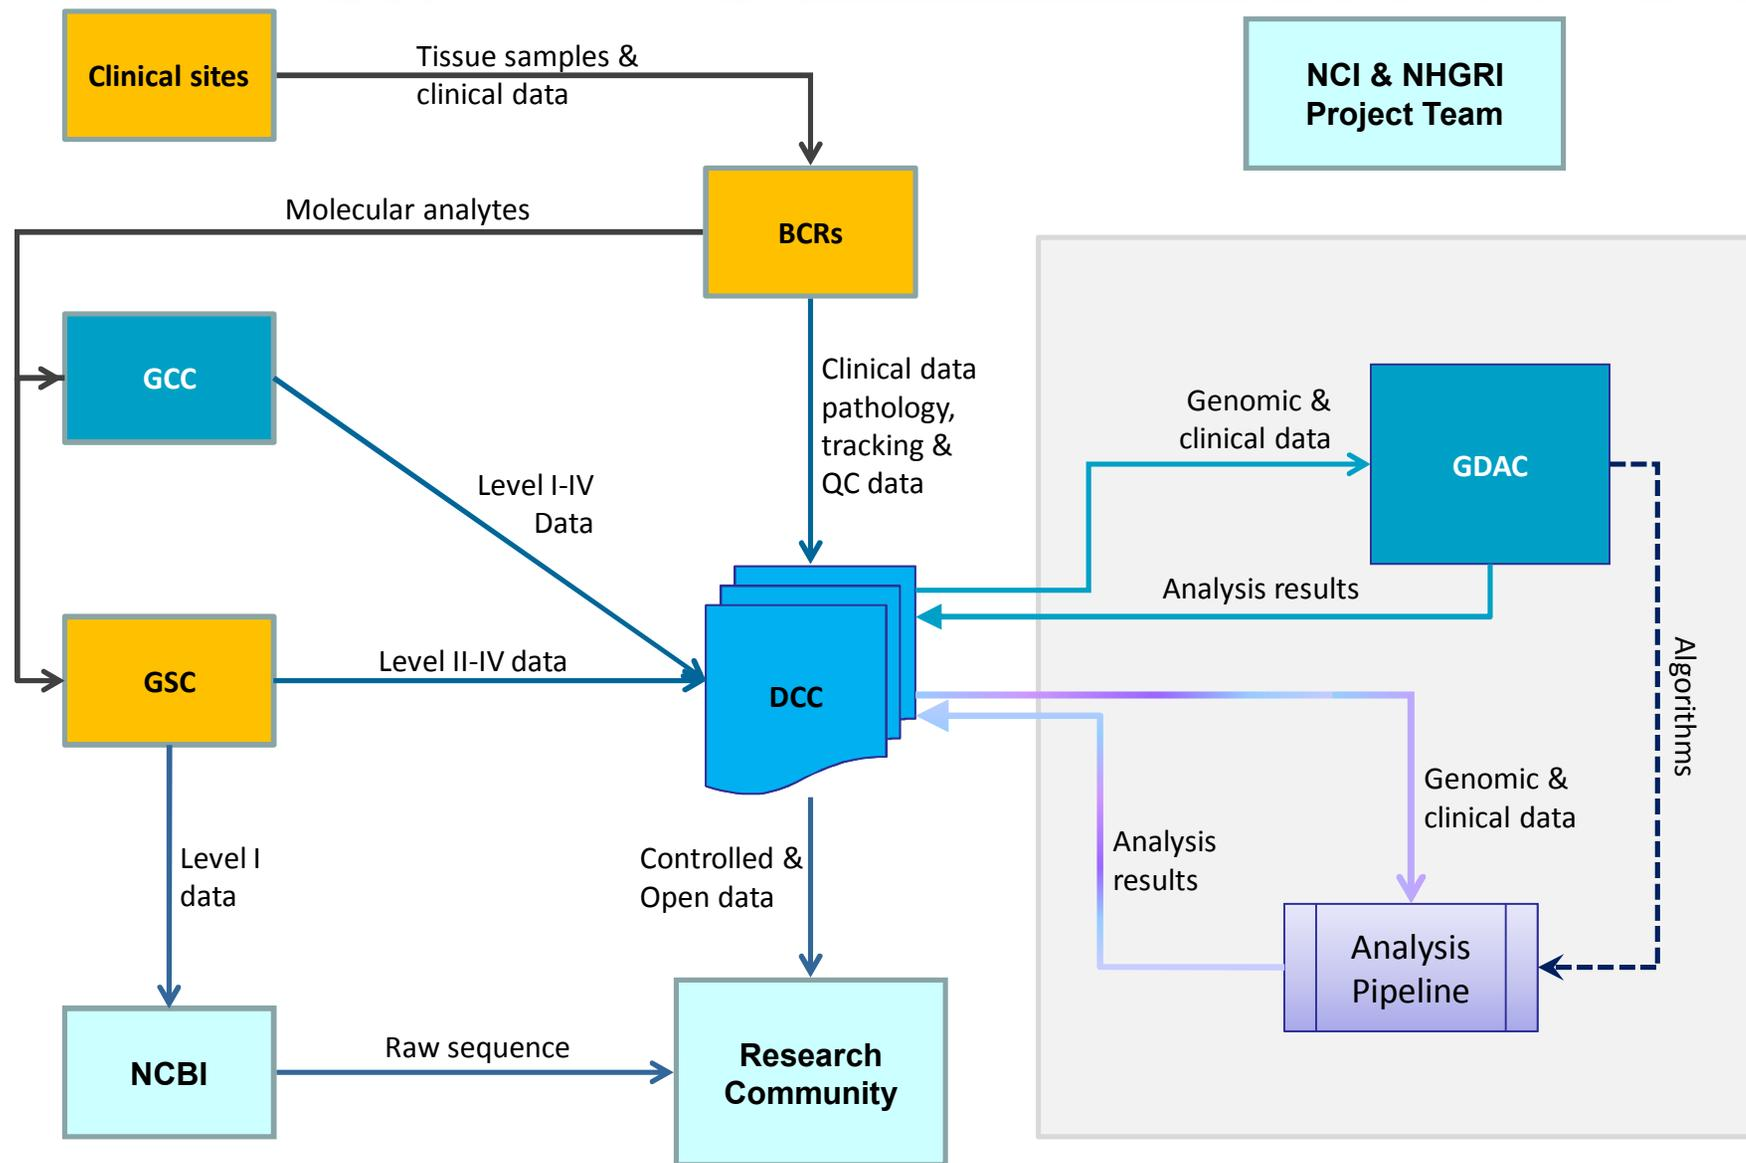 Clinical sites
Tissue samples &
clinical data
NCI & NHGRI
Project Team
Molecular analytes
BCRs
GCC
Clinical data
pathology,
tracking &
QC data
Genomic &
clinical data
GDAC
Level I-IV
Data
Analysis results
Algorithms
GSC
Level II-IV data
DCC
Genomic &
clinical data
Level I
data
Controlled &
Open data
Analysis
results
Analysis
Pipeline
NCBI
Raw sequence
Research
Community